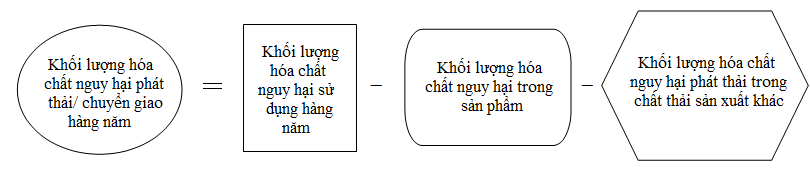 Khối lượng hóa
chất nguy hại phát
thải/ chuyển giao
hàng năm
=
Khối lượng
hóa chất
nguy hại sử
dụng hàng
năm
−
Khối lượng hóa
chất nguy hại trong
sản phẩm
−
Khối lượng hóa chất
nguy hại phát thải trong
chất thải sản xuất khác